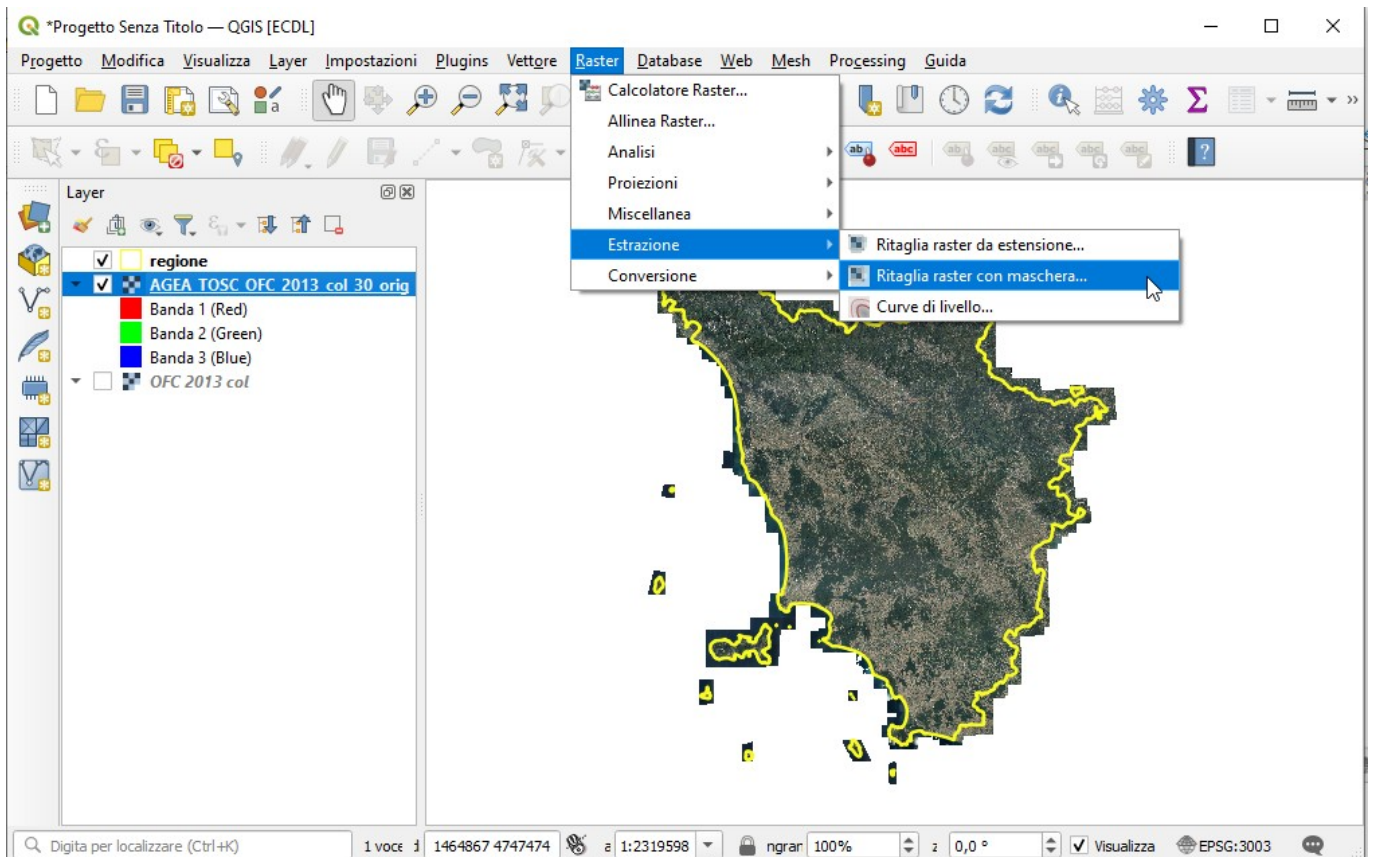 *Progetto Senza Titolo — QGIS [ECDL]
Progetto Modifica Visualizza Layer Impostazioni Plugins Vettore Raster Database Web Mesh Processing Guida
Calcolatore Raster...
Allinea Raster...
Analisi
Proiezioni
Miscellanea
Estrazione
Conversione
Ritaglia raster da estensione...
Ritaglia raster con maschera...
Curve di livello...
Layer
regione
AGEA TOSC OFC 2013 col 30 orig
Banda 1 (Red)
Banda 2 (Green)
Banda 3 (Blue)
OFC 2013 col
Digita per localizzare (Ctrl+K) 1 voce 1464867 4747474 a 1:2319598 ngrar 100% z 0,0 ° Visualizza EPSG:3003